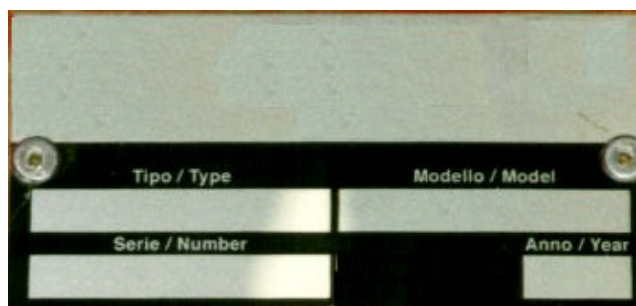 Tipo / Type
Modello / Model
Serie / Number
Anno / Year